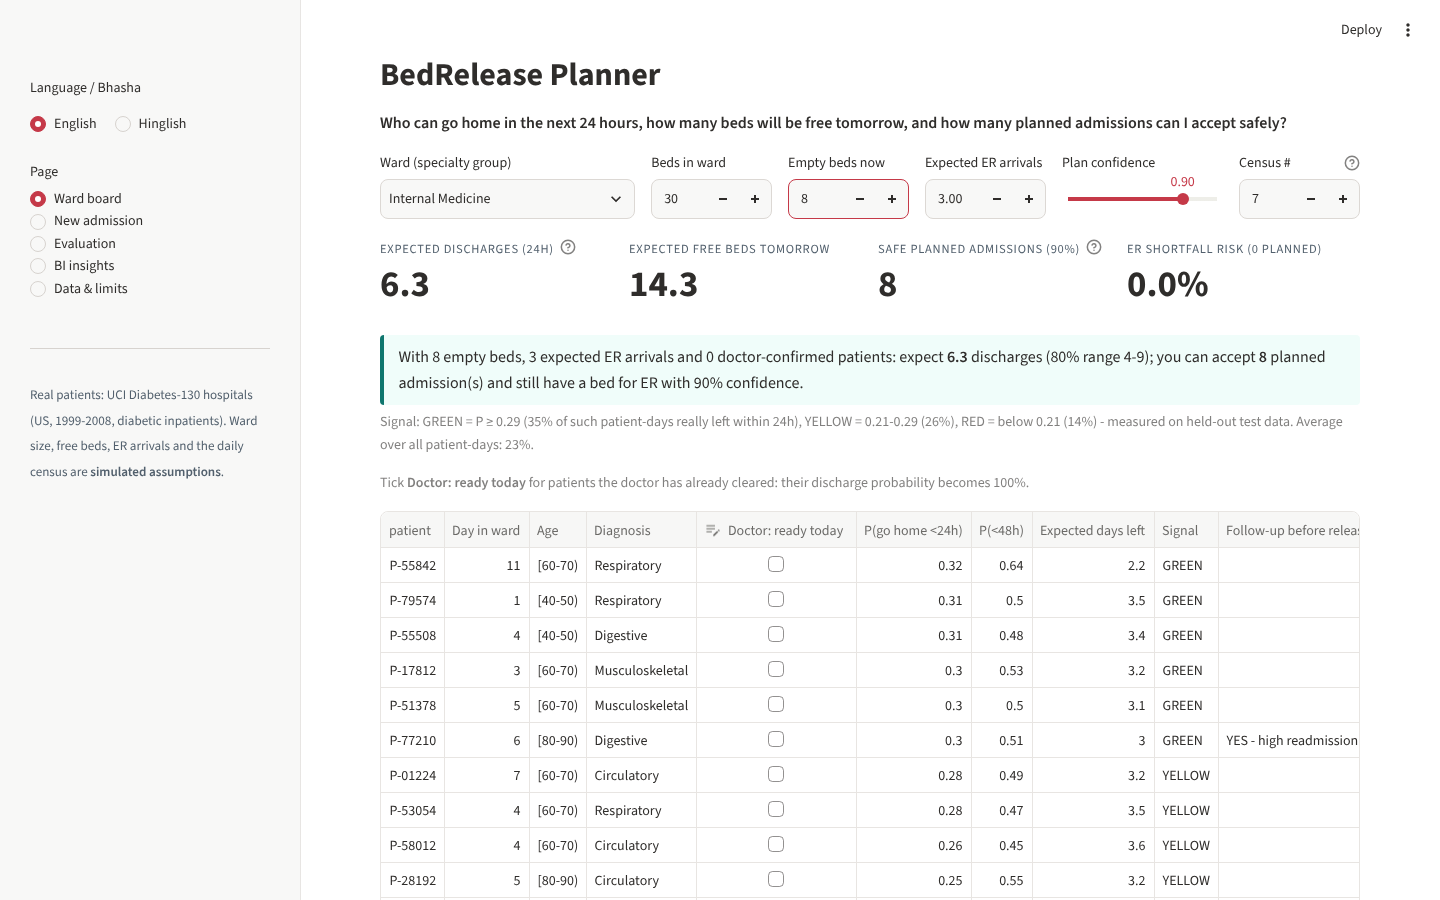 Deploy
Language / Bhasha
English Hinglish
Page
Ward board
New admission
Evaluation
BI insights
Data & limits
Real patients: UCI Diabetes-130 hospitals
(US, 1999-2008, diabetic inpatients). Ward
size, free beds, ER arrivals and the daily
census are simulated assumptions.
BedRelease Planner
Who can go home in the next 24 hours, how many beds will be free tomorrow, and how many planned admissions can I accept safely?
Ward (specialty group) Beds in ward Empty beds now Expected ER arrivals Plan confidence Census #
0.90
Internal Medicine 30 8 3.00 7
EXPECTED DISCHARGES (24H) EXPECTED FREE BEDS TOMORROW SAFE PLANNED ADMISSIONS (90%) ER SHORTFALL RISK (0 PLANNED)
6.3 14.3 8 0.0%
With 8 empty beds, 3 expected ER arrivals and 0 doctor-confirmed patients: expect 6.3 discharges (80% range 4-9); you can accept 8 planned
admission(s) and still have a bed for ER with 90% confidence.
Signal: GREEN = P ≥ 0.29 (35% of such patient-days really left within 24h), YELLOW = 0.21-0.29 (26%), RED = below 0.21 (14%) - measured on held-out test data. Average
over all patient-days: 23%.
Tick Doctor: ready today for patients the doctor has already cleared: their discharge probability becomes 100%.
patient Day in ward Age Diagnosis Doctor: ready today P(go home <24h) P(<48h) Expected days left Signal Follow-up before releas
P-55842 11 [60-70) Respiratory 0.32 0.64 2.2 GREEN
P-79574 1 [40-50) Respiratory 0.31 0.5 3.5 GREEN
P-55508 4 [40-50) Digestive 0.31 0.48 3.4 GREEN
P-17812 3 [60-70) Musculoskeletal 0.3 0.53 3.2 GREEN
P-51378 5 [60-70) Musculoskeletal 0.3 0.5 3.1 GREEN
P-77210 6 [80-90) Digestive 0.3 0.51 3 GREEN YES - high readmission
P-01224 7 [60-70) Circulatory 0.28 0.49 3.2 YELLOW
P-53054 4 [60-70) Respiratory 0.28 0.47 3.5 YELLOW
P-58012 4 [60-70) Circulatory 0.26 0.45 3.6 YELLOW
P-28192 5 [80-90) Circulatory 0.25 0.55 3.2 YELLOW